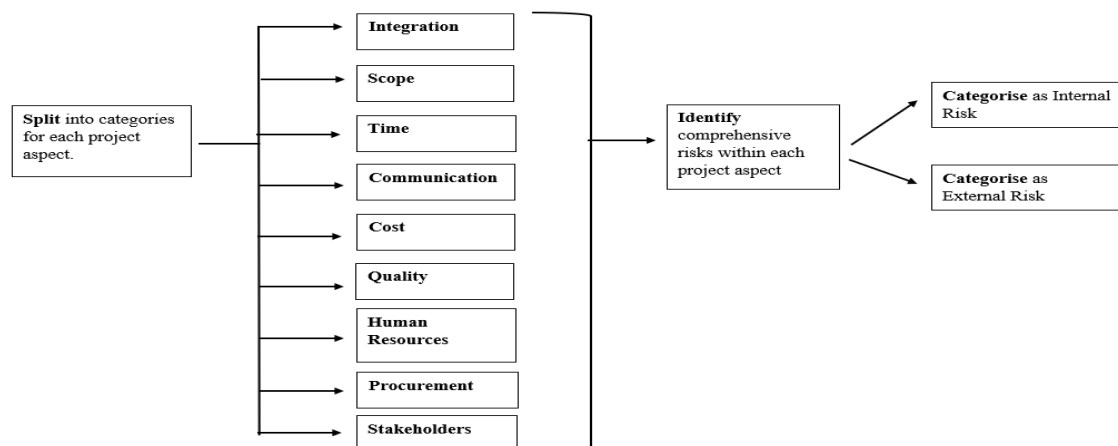 Split into categories
for each project
aspect.
Integration
Scope
Time
Communication
Cost
Quality
Human
Resources
Procurement
Stakeholders
Identify
comprehensive
risks within each
project aspect
Categorise as Internal
Risk
Categorise as
External Risk